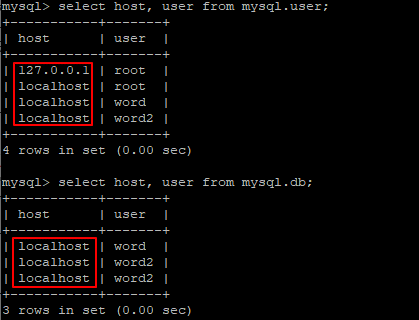 mysql> select host, user from mysql.user;
+-----------+-------+
| host      | user  |
+-----------+-------+
| 127.0.0.1 | root  |
| localhost | root  |
| localhost | word  |
| localhost | word2 |
+-----------+-------+
4 rows in set (0.00 sec)
mysql> select host, user from mysql.db;
+-----------+-------+
| host      | user  |
+-----------+-------+
| localhost | word  |
| localhost | word2 |
| localhost | word2 |
+-----------+-------+
3 rows in set (0.00 sec)